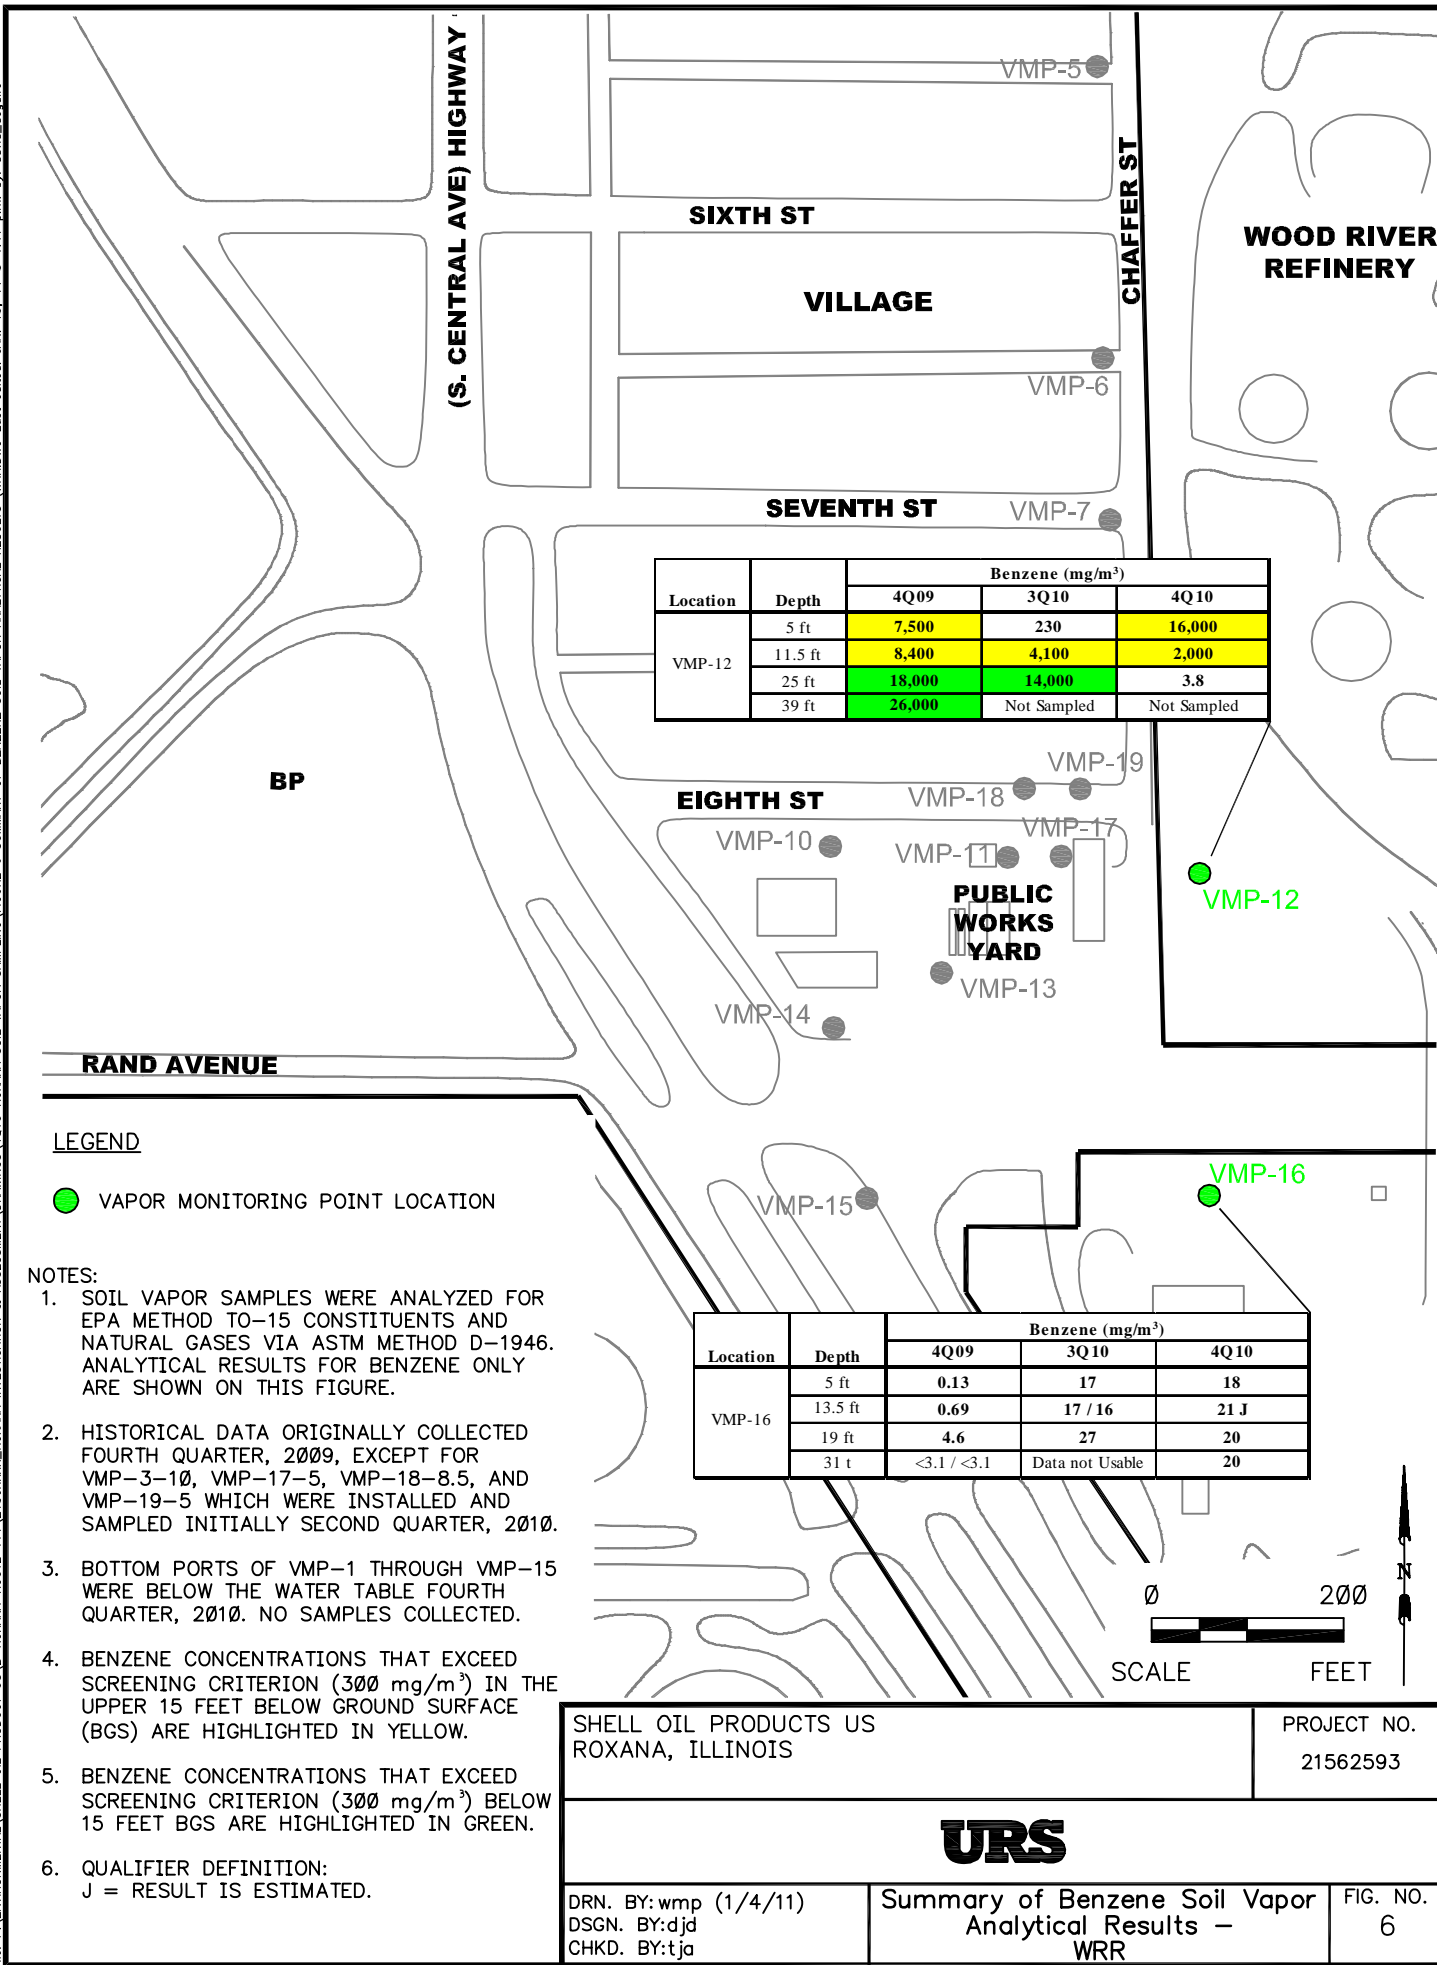 (S. CENTRAL AVE) HIGHWAY
VMP-5
CHAFFER ST
SIXTH ST
WOOD RIVER
REFINERY
VILLAGE
VMP-6
SEVENTH ST
VMP-7
Location Depth Benzene (mg/m³)
4Q09 3Q10 4Q10
VMP-12
5 ft 7,500 230 16,000
11.5 ft 8,400 4,100 2,000
25 ft 18,000 14,000 3.8
39 ft 26,000 Not Sampled Not Sampled
BP
VMP-19
EIGHTH ST
VMP-18
VMP-10
VMP-17
VMP-11
VMP-12
PUBLIC
WORKS
YARD
VMP-13
VMP-14
RAND AVENUE
VMP-16
VMP-15
Location Depth Benzene (mg/m³)
4Q09 3Q10 4Q10
VMP-16
5 ft 0.13 17 18
13.5 ft 0.69 17 / 16 21 J
19 ft 4.6 27 20
31 t <3.1 / <3.1 Data not Usable 20
LEGEND
VAPOR MONITORING POINT LOCATION
NOTES:
1. SOIL VAPOR SAMPLES WERE ANALYZED FOR
EPA METHOD TO-15 CONSTITUENTS AND
NATURAL GASES VIA ASTM METHOD D-1946.
ANALYTICAL RESULTS FOR BENZENE ONLY
ARE SHOWN ON THIS FIGURE.
2. HISTORICAL DATA ORIGINALLY COLLECTED
FOURTH QUARTER, 2009, EXCEPT FOR
VMP-3-10, VMP-17-5, VMP-18-8.5, AND
VMP-19-5 WHICH WERE INSTALLED AND
SAMPLED INITIALLY SECOND QUARTER, 2010.
3. BOTTOM PORTS OF VMP-1 THROUGH VMP-15
WERE BELOW THE WATER TABLE FOURTH
QUARTER, 2010. NO SAMPLES COLLECTED.
4. BENZENE CONCENTRATIONS THAT EXCEED
SCREENING CRITERION (300 mg/m³) IN THE
UPPER 15 FEET BELOW GROUND SURFACE
(BGS) ARE HIGHLIGHTED IN YELLOW.
5. BENZENE CONCENTRATIONS THAT EXCEED
SCREENING CRITERION (300 mg/m³) BELOW
15 FEET BGS ARE HIGHLIGHTED IN GREEN.
6. QUALIFIER DEFINITION:
J = RESULT IS ESTIMATED.
N
0 200
SCALE FEET
SHELL OIL PRODUCTS US
ROXANA, ILLINOIS
PROJECT NO.
21562593
URS
DRN. BY:wmp (1/4/11)
DSGN. BY:djd
CHKD. BY:tja
Summary of Benzene Soil Vapor
Analytical Results -
WRR
FIG. NO.
6